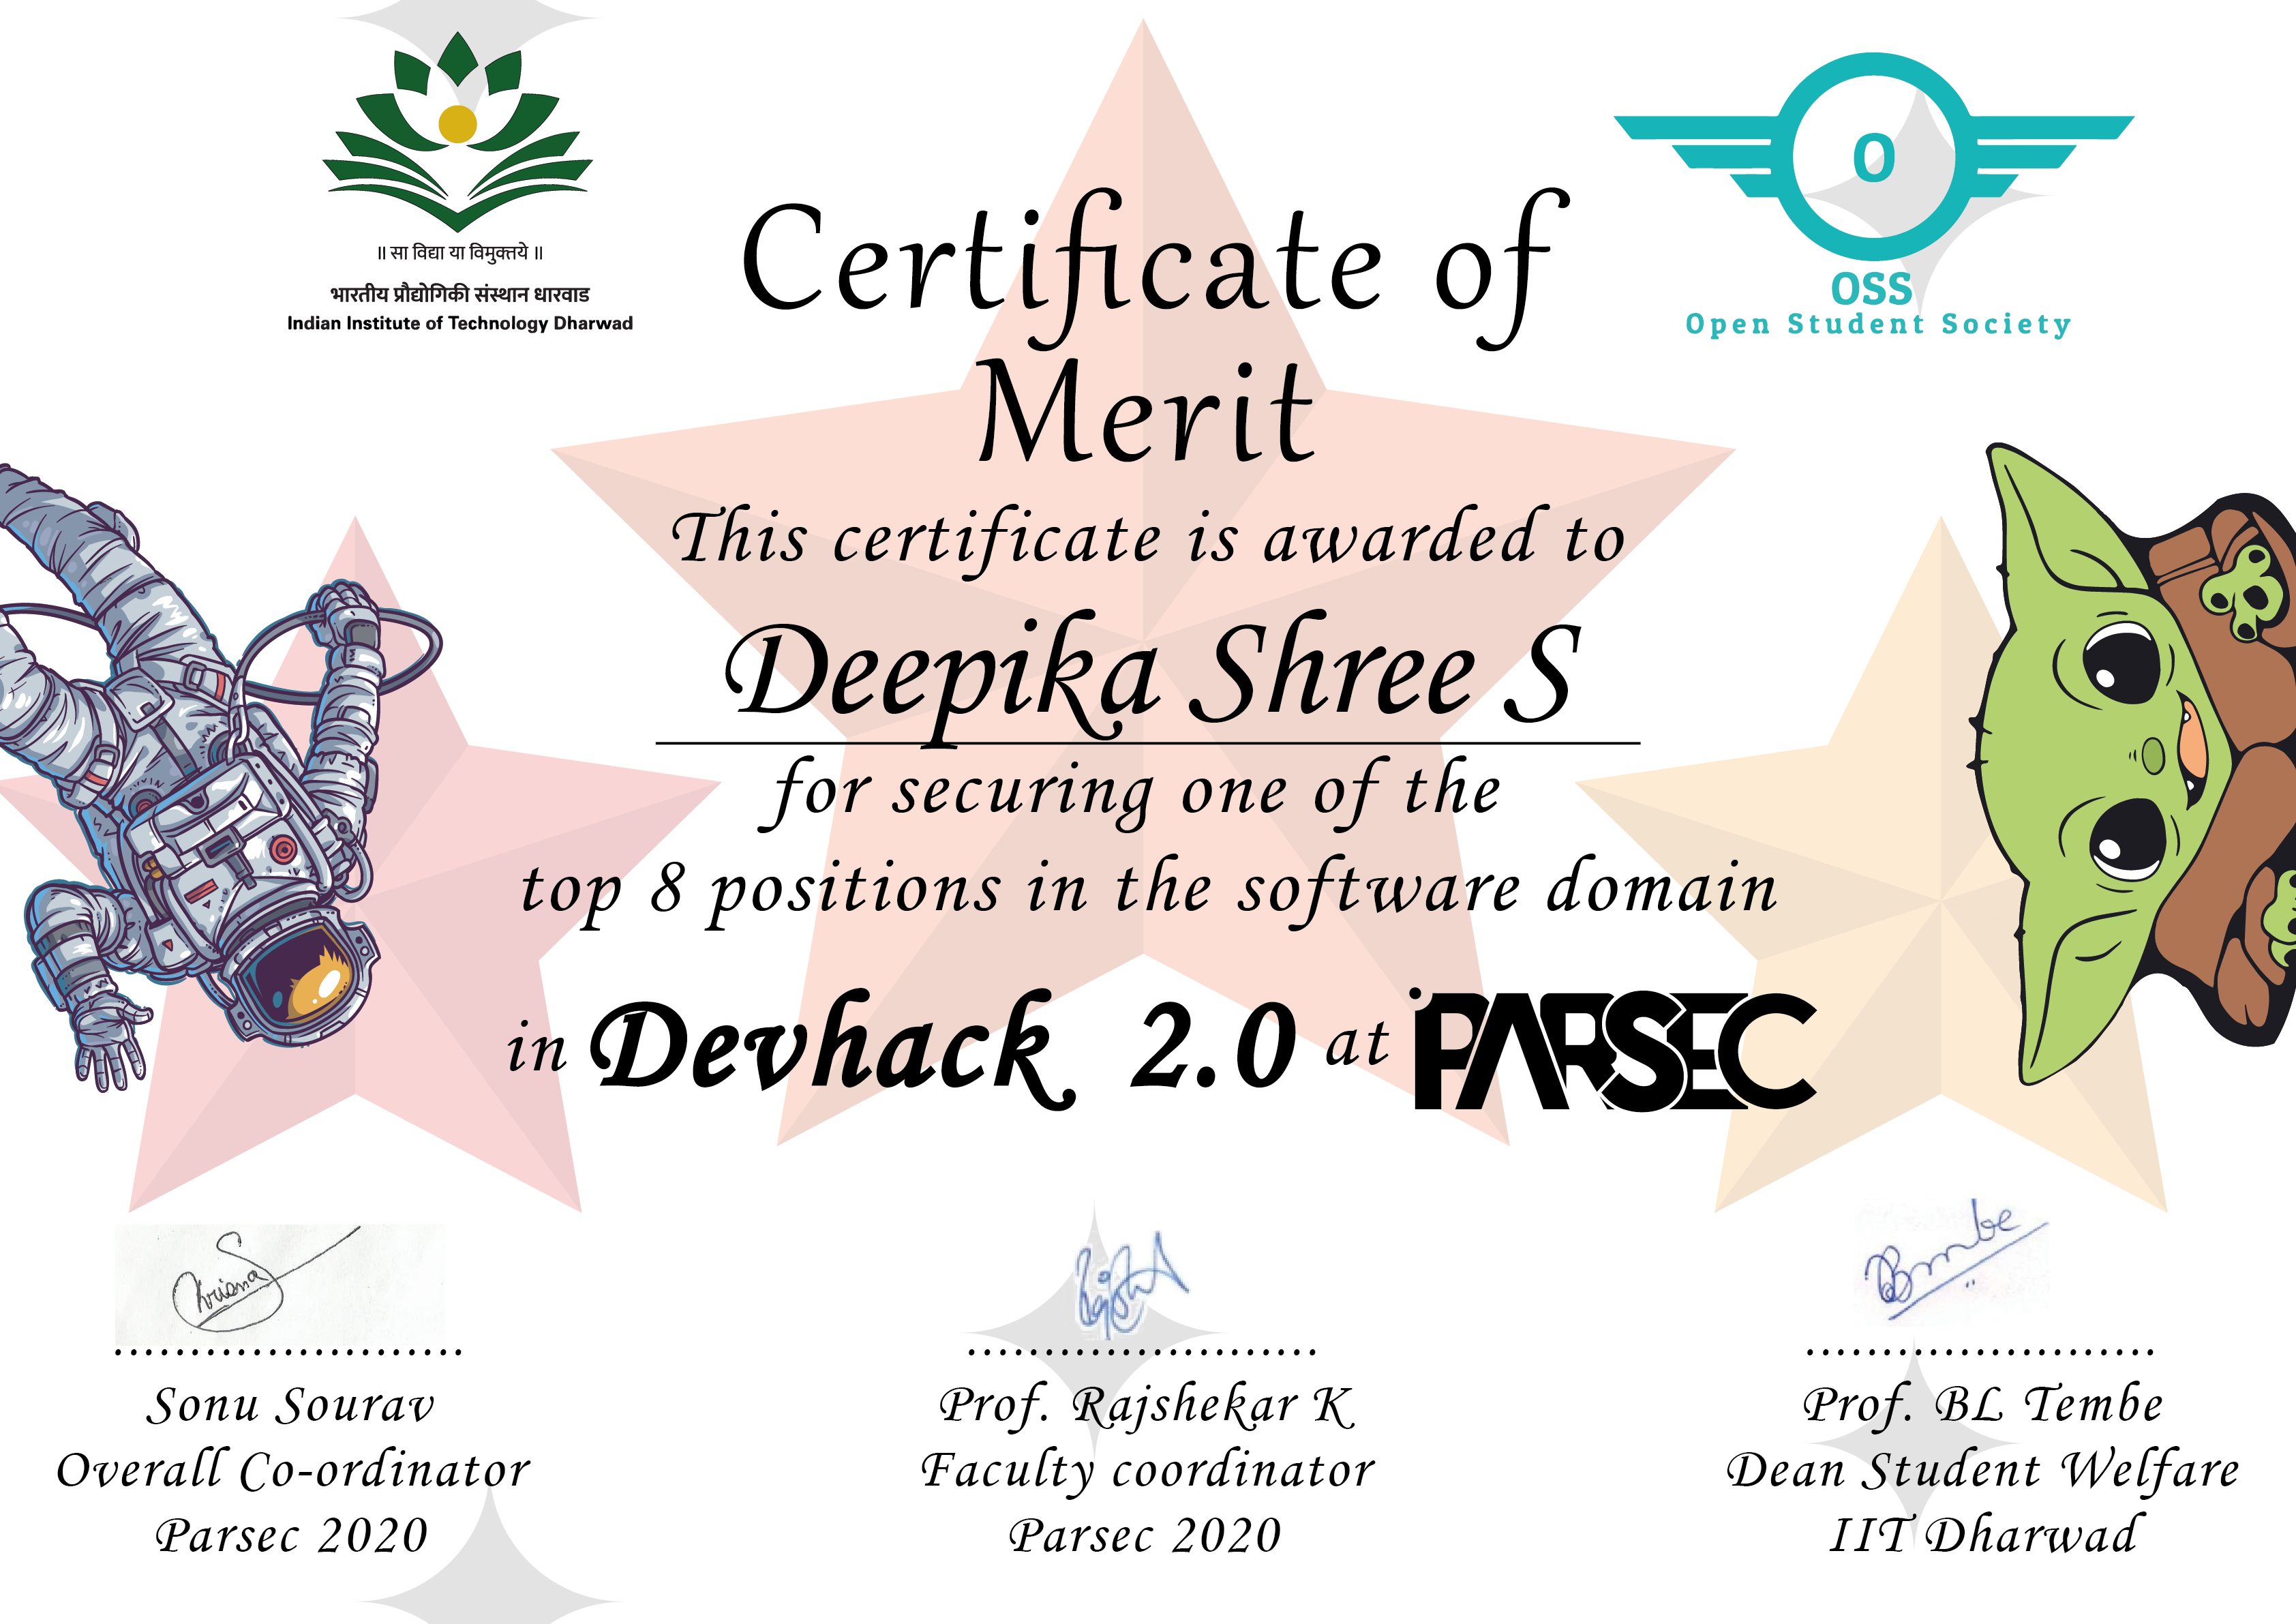 ॥ सा विद्या या विमुक्तये ॥
भारतीय प्रौद्योगिकी संस्थान धारवाड
Indian Institute of Technology Dharwad
O
OSS
Open Student Society
Certificate of
Merit
This certificate is awarded to
Deepika Shree S
for securing one of the
top 8 positions in the software domain
in Devhack 2.0 at PARSEC
Sonu Sourav
Overall Co-ordinator
Parsec 2020
Prof. Rajshekar K
Faculty coordinator
Parsec 2020
Prof. BL Tembe
Dean Student Welfare
IIT Dharwad